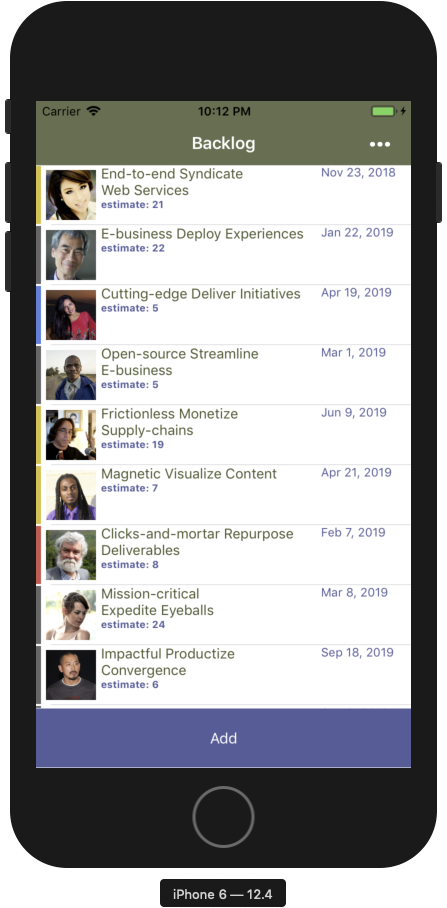 Carrier 10:12 PM
Backlog •••
End-to-end Syndicate Nov 23, 2018
Web Services
estimate: 21
E-business Deploy Experiences Jan 22, 2019
estimate: 22
Cutting-edge Deliver Initiatives Apr 19, 2019
estimate: 5
Open-source Streamline Mar 1, 2019
E-business
estimate: 5
Frictionless Monetize Jun 9, 2019
Supply-chains
estimate: 19
Magnetic Visualize Content Apr 21, 2019
estimate: 7
Clicks-and-mortar Repurpose Feb 7, 2019
Deliverables
estimate: 8
Mission-critical Mar 8, 2019
Expedite Eyeballs
estimate: 24
Impactful Productize Sep 18, 2019
Convergence
estimate: 6
Add
iPhone 6 — 12.4